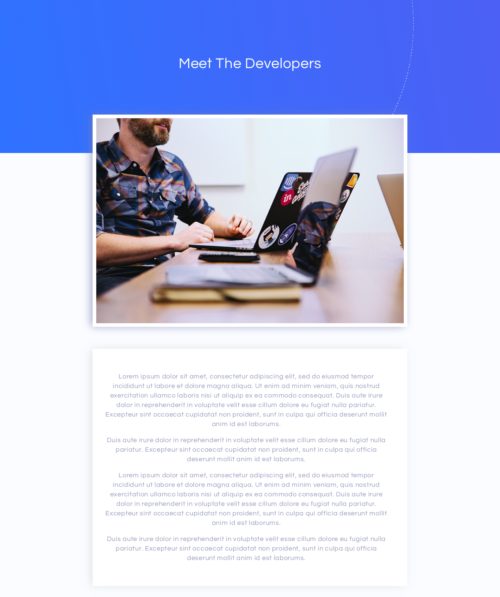 Meet The Developers
in
Lorem ipsum dolor sit amet, consectetur adipiscing elit, sed do eiusmod tempor
incididunt ut labore et dolore magna aliqua. Ut enim ad minim veniam, quis nostrud
exercitation ullamco laboris nisi ut aliquip ex ea commodo consequat. Duis aute irure
dolor in reprehenderit in voluptate velit esse cillum dolore eu fugiat nulla pariatur.
Excepteur sint occaecat cupidatat non proident, sunt in culpa qui officia deserunt mollit
anim id est laborums.
Duis aute irure dolor in reprehenderit in voluptate velit esse cillum dolore eu fugiat nulla
pariatur. Excepteur sint occaecat cupidatat non proident, sunt in culpa qui officia
deserunt mollit anim id est laborums.
Lorem ipsum dolor sit amet, consectetur adipiscing elit, sed do eiusmod tempor
incididunt ut labore et dolore magna aliqua. Ut enim ad minim veniam, quis nostrud
exercitation ullamco laboris nisi ut aliquip ex ea commodo consequat. Duis aute irure
dolor in reprehenderit in voluptate velit esse cillum dolore eu fugiat nulla pariatur.
Excepteur sint occaecat cupidatat non proident, sunt in culpa qui officia deserunt mollit
anim id est laborums.
Duis aute irure dolor in reprehenderit in voluptate velit esse cillum dolore eu fugiat nulla
pariatur. Excepteur sint occaecat cupidatat non proident, sunt in culpa qui officia
deserunt mollit anim id est laborums.